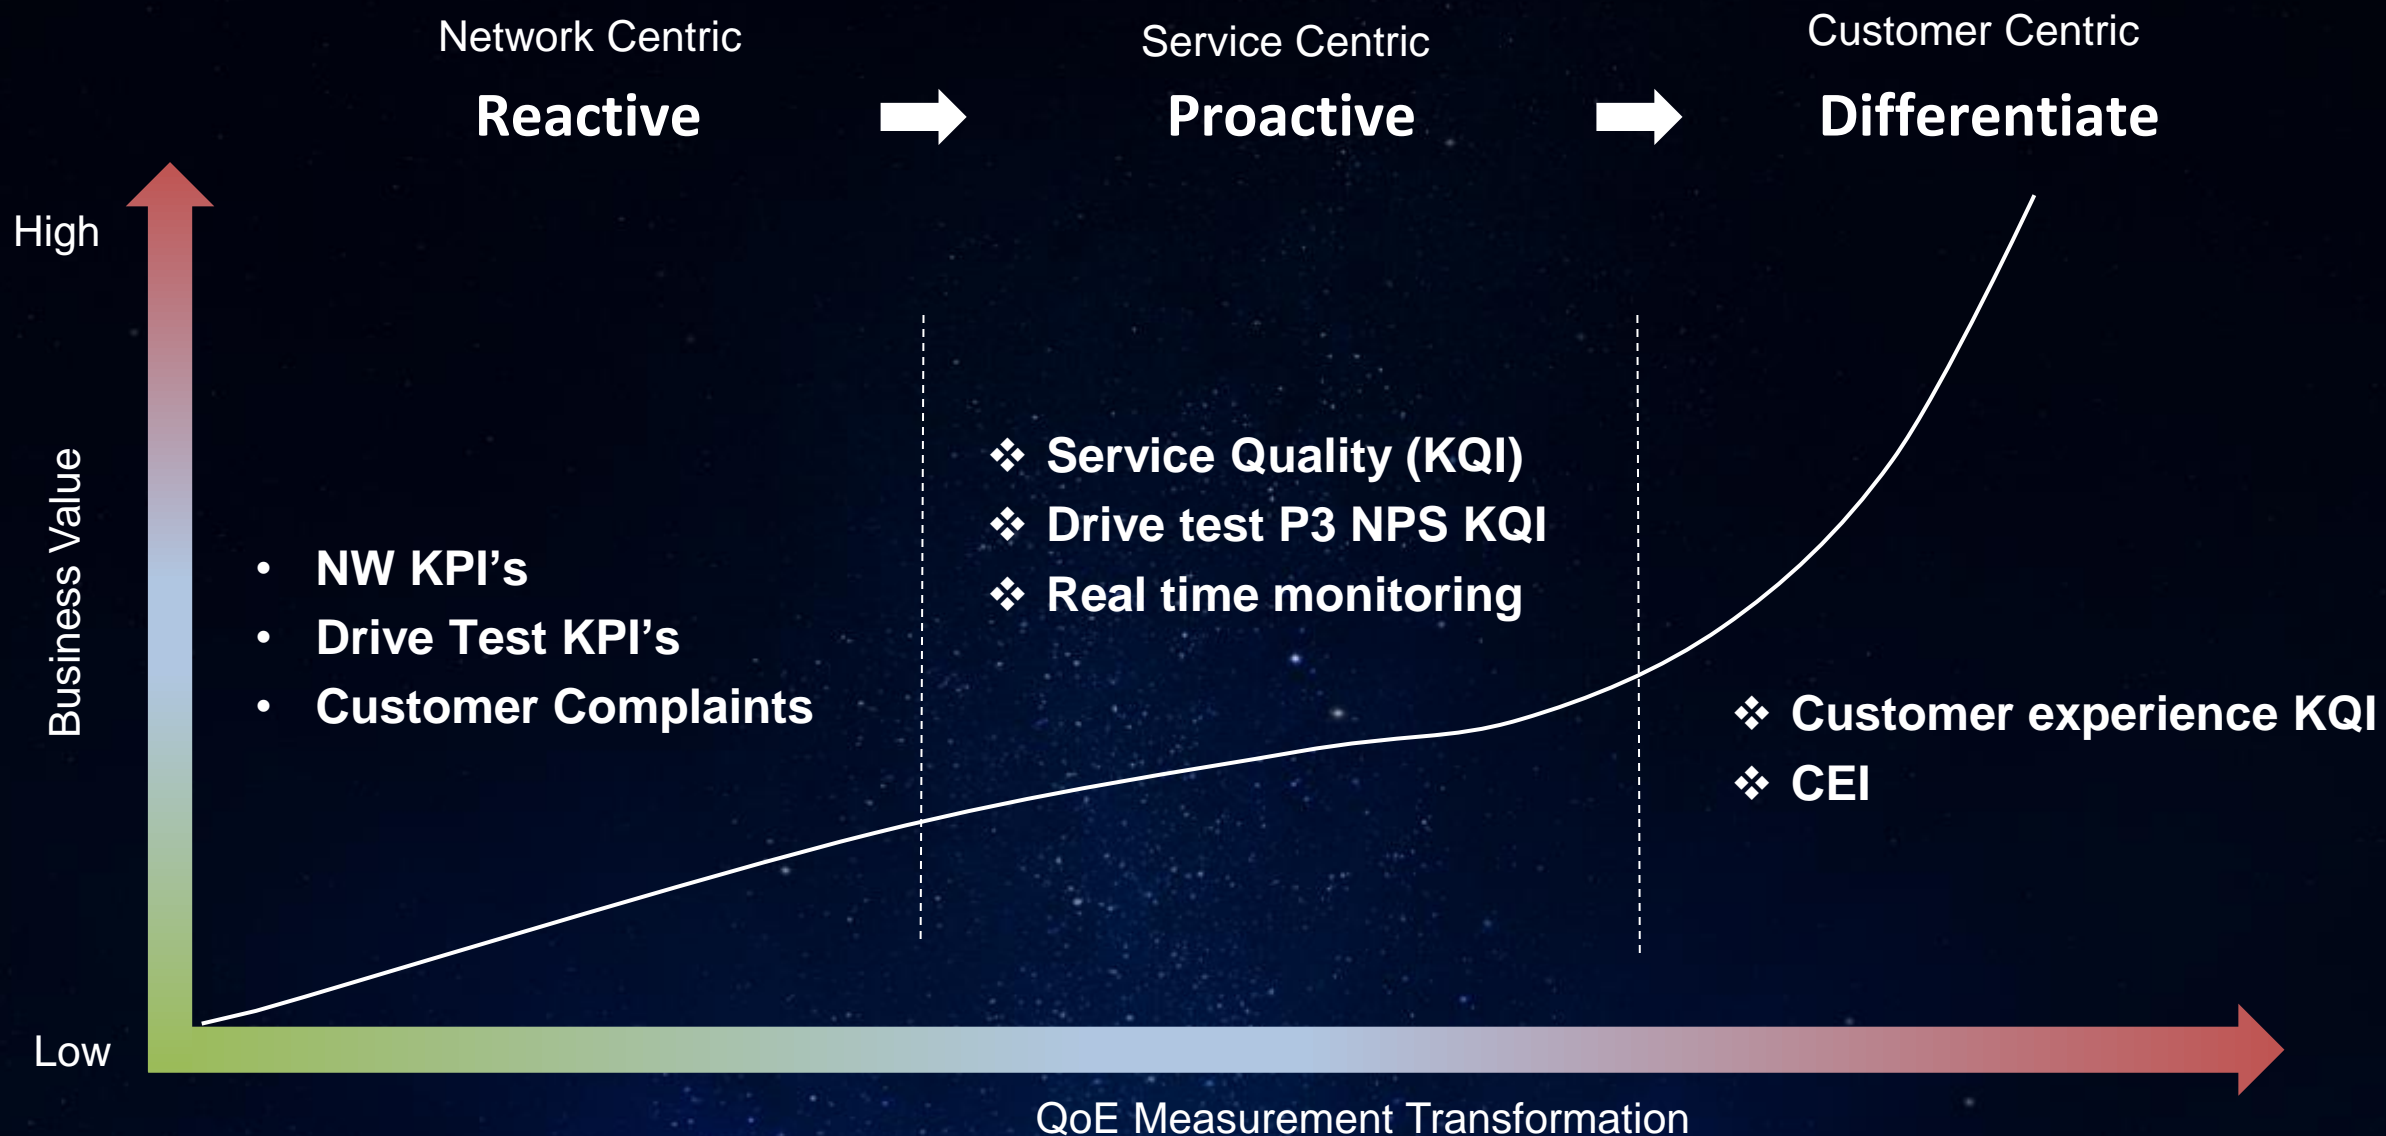 Network Centric
Service Centric
Customer Centric
Reactive
Proactive
Differentiate
High
Business Value
Low
• NW KPI’s
• Drive Test KPI’s
• Customer Complaints
❖ Service Quality (KQI)
❖ Drive test P3 NPS KQI
❖ Real time monitoring
❖ Customer experience KQI
❖ CEI
QoE Measurement Transformation